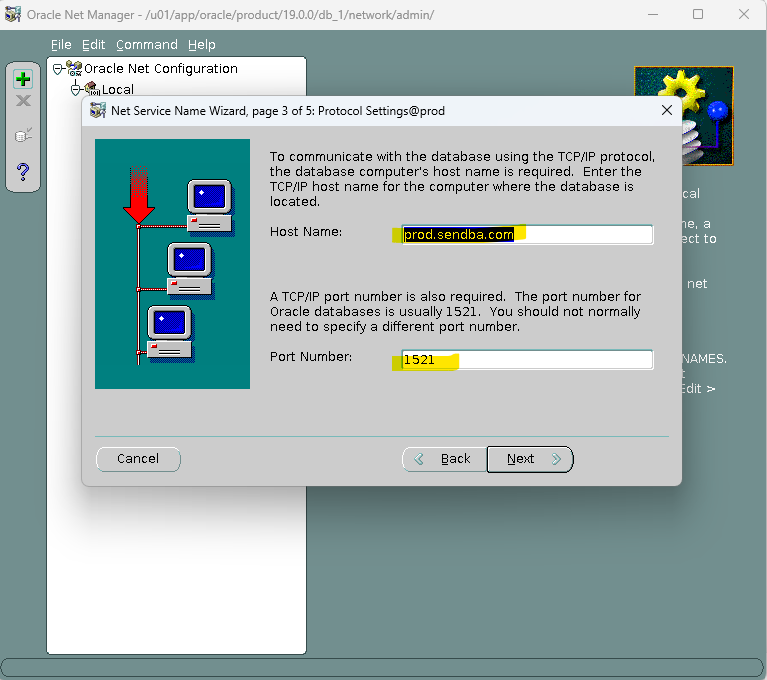 Oracle Net Manager - /u01/app/oracle/product/19.0.0/db_1/network/admin/
File Edit Command Help
Oracle Net Configuration
Local
Net Service Name Wizard, page 3 of 5: Protocol Settings@prod
To communicate with the database using the TCP/IP protocol,
the database computer's host name is required. Enter the
TCP/IP host name for the computer where the database is
located.
Host Name:
prod.sendba.com
A TCP/IP port number is also required. The port number for
Oracle databases is usually 1521. You should not normally
need to specify a different port number.
Port Number:
1521
Cancel
Back
Next
cal
ne, a
ect to
net
NAMES.
t
Edit >